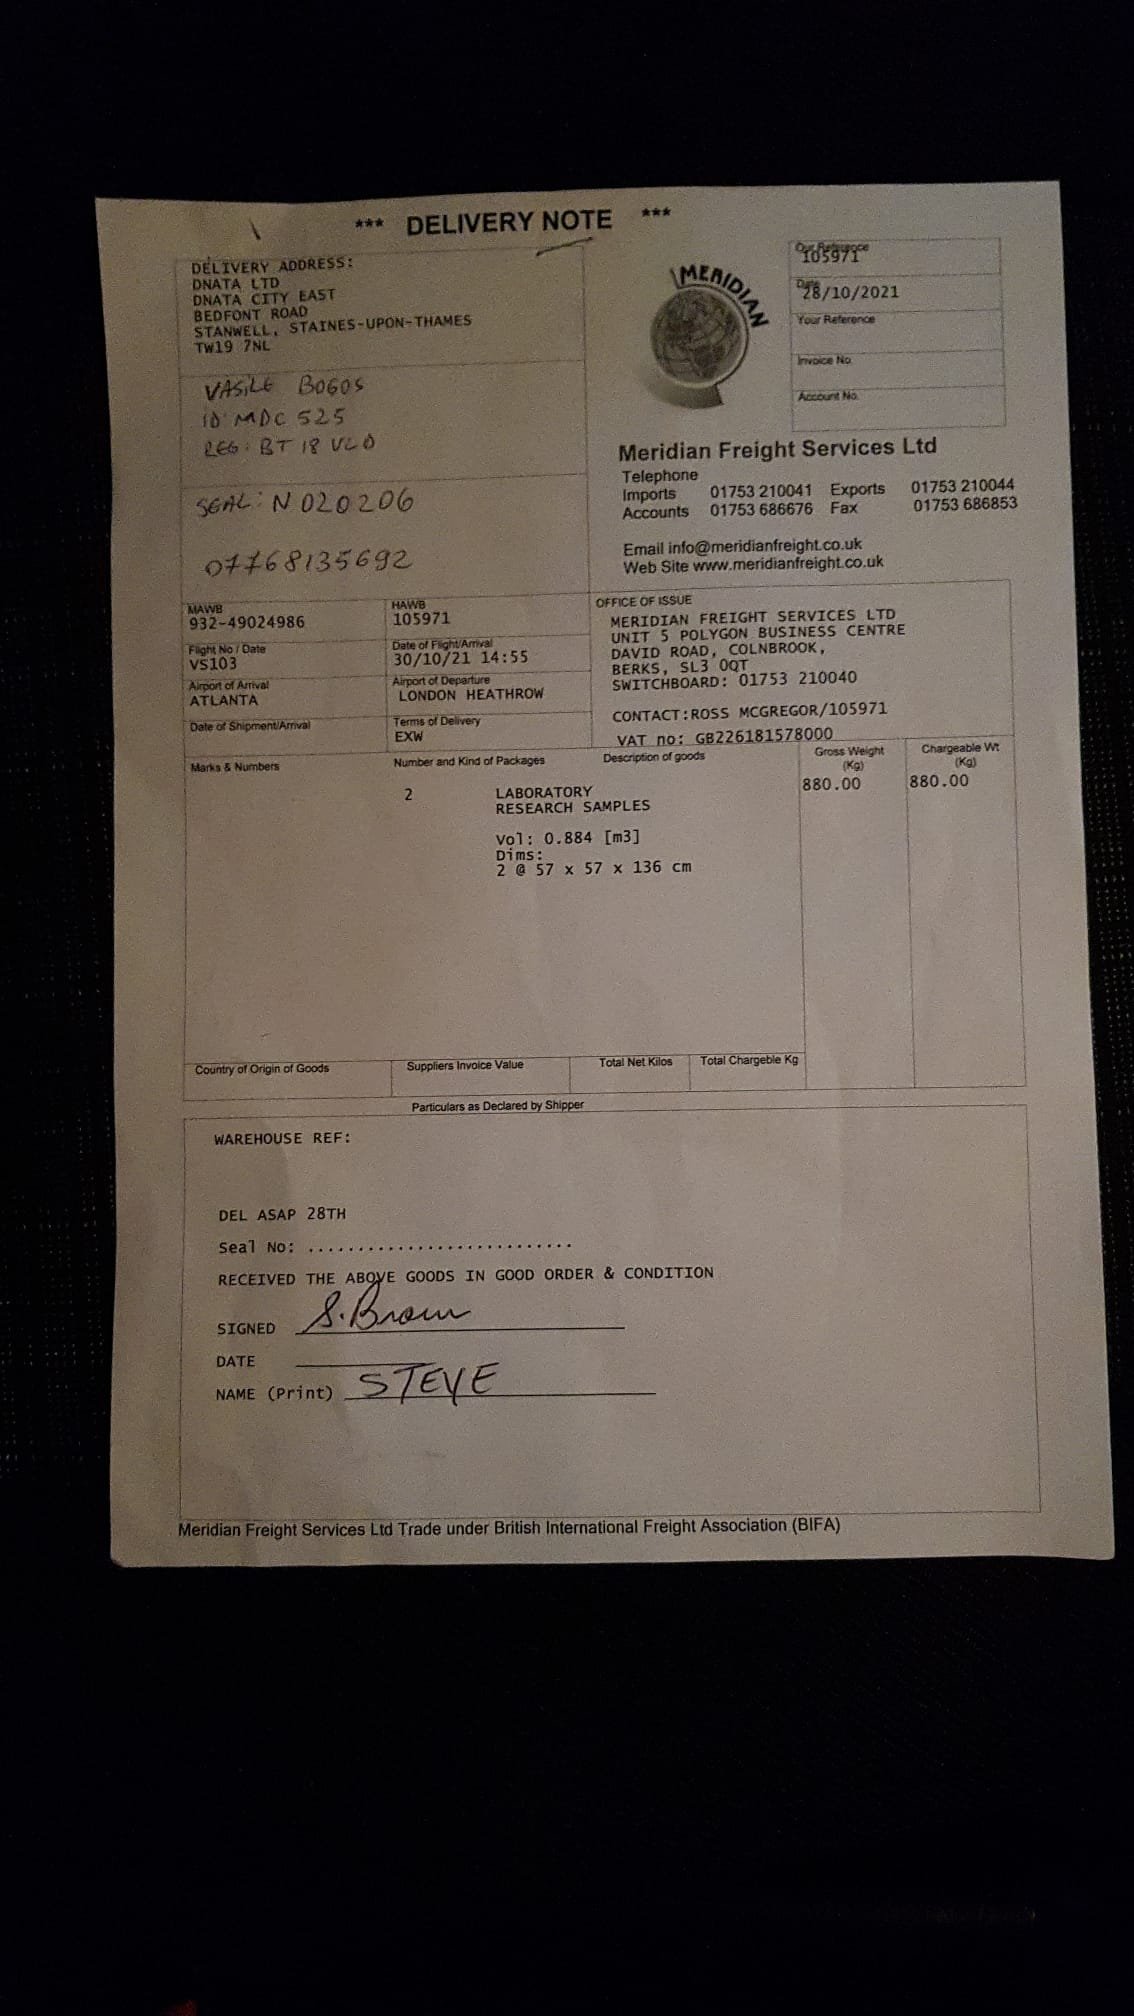 *** DELIVERY NOTE ***
DELIVERY ADDRESS:
DNATA LTD
DNATA CITY EAST
BEDFONT ROAD
STANWELL, STAINES-UPON-THAMES
TW19 7NL
VASILE BOGOS
ID MDC 525
REG: BT 18 VLO
SEAL: N 020206
07768135692
MERIDIAN
Our Reference
105971
Date
28/10/2021
Your Reference
Invoice No.
Account No.
Meridian Freight Services Ltd
Telephone
Imports 01753 210041 Exports 01753 210044
Accounts 01753 686676 Fax 01753 686853
Email info@meridianfreight.co.uk
Web Site www.meridianfreight.co.uk
MAWB
932-49024986
HAWB
105971
Flight No / Date
VS103
Date of Flight/Arrival
30/10/21 14:55
Airport of Arrival
ATLANTA
Airport of Departure
LONDON HEATHROW
Date of Shipment/Arrival
Terms of Delivery
EXW
OFFICE OF ISSUE
MERIDIAN FREIGHT SERVICES LTD
UNIT 5 POLYGON BUSINESS CENTRE
DAVID ROAD, COLNBROOK,
BERKS, SL3 0QT
SWITCHBOARD: 01753 210040
CONTACT:ROSS MCGREGOR/105971
VAT no: GB226181578000
Marks & Numbers
Number and Kind of Packages
Description of goods
Gross Weight
(Kg)
Chargeable Wt
(Kg)
2 LABORATORY 880.00 880.00
RESEARCH SAMPLES
Vol: 0.884 [m3]
Dims:
2 @ 57 x 57 x 136 cm
Country of Origin of Goods
Suppliers Invoice Value
Total Net Kilos
Total Chargeble Kg
Particulars as Declared by Shipper
WAREHOUSE REF:
DEL ASAP 28TH
Seal No: ...........................
RECEIVED THE ABOVE GOODS IN GOOD ORDER & CONDITION
SIGNED S. Brown
DATE
NAME (Print) STEVE
Meridian Freight Services Ltd Trade under British International Freight Association (BIFA)